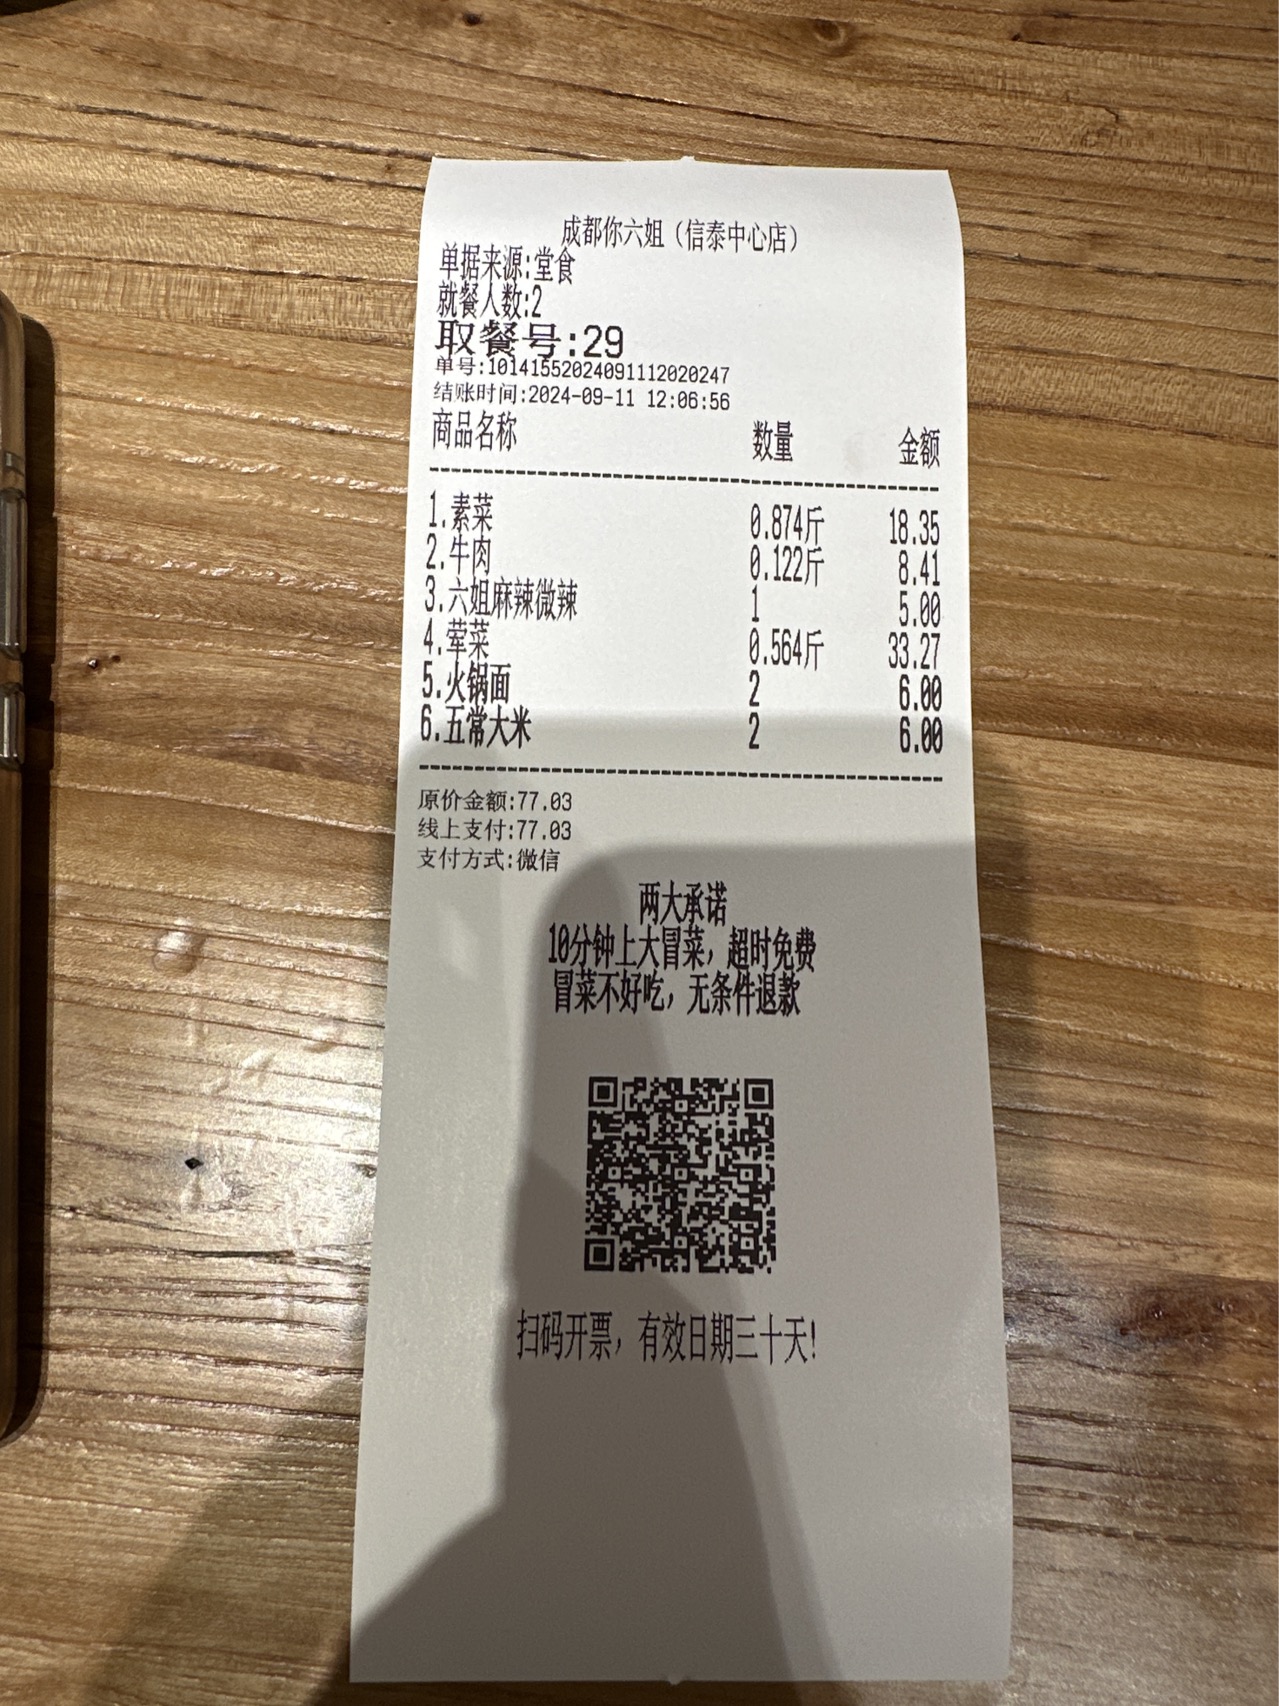 成都你六姐（信泰中心店）
单据来源:堂食
就餐人数:2
取餐号:29
单号:10141552024091112020247
结账时间:2024-09-11 12:06:56
商品名称 数量 金额
1.素菜 0.874斤 18.35
2.牛肉 0.122斤 8.41
3.六姐麻辣微辣 1 5.00
4.荤菜 0.564斤 33.27
5.火锅面 2 6.00
6.五常大米 2 6.00
原价金额:77.03
线上支付:77.03
支付方式:微信
两大承诺
10分钟上大冒菜，超时免费
冒菜不好吃，无条件退款
扫码开票，有效日期三十天!